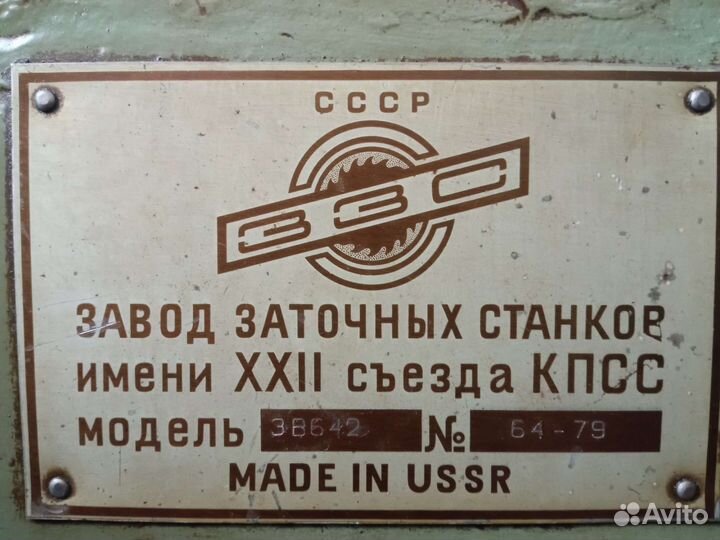 СССР
ЗЗС
ЗАВОД ЗАТОЧНЫХ СТАНКОВ
имени XXII съезда КПСС
модель 3В642 № 64-79
MADE IN USSR
Avito